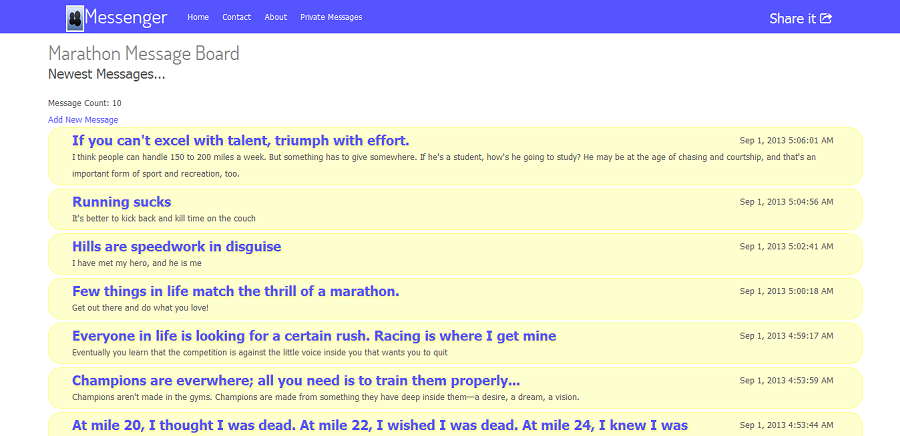 Messenger Home Contact About Private Messages Share it
Marathon Message Board
Newest Messages...
Message Count: 10
Add New Message
If you can't excel with talent, triumph with effort. Sep 1, 2013 5:06:01 AM
I think people can handle 150 to 200 miles a week. But something has to give somewhere. If he's a student, how's he going to study? He may be at the age of chasing and courtship, and that's an
important form of sport and recreation, too.
Running sucks Sep 1, 2013 5:04:56 AM
It's better to kick back and kill time on the couch
Hills are speedwork in disguise Sep 1, 2013 5:02:41 AM
I have met my hero, and he is me
Few things in life match the thrill of a marathon. Sep 1, 2013 5:00:18 AM
Get out there and do what you love!
Everyone in life is looking for a certain rush. Racing is where I get mine Sep 1, 2013 4:59:17 AM
Eventually you learn that the competition is against the little voice inside you that wants you to quit
Champions are everwhere; all you need is to train them properly... Sep 1, 2013 4:53:59 AM
Champions aren't made in the gyms. Champions are made from something they have deep inside them—a desire, a dream, a vision.
At mile 20, I thought I was dead. At mile 22, I wished I was dead. At mile 24, I knew I was Sep 1, 2013 4:53:44 AM